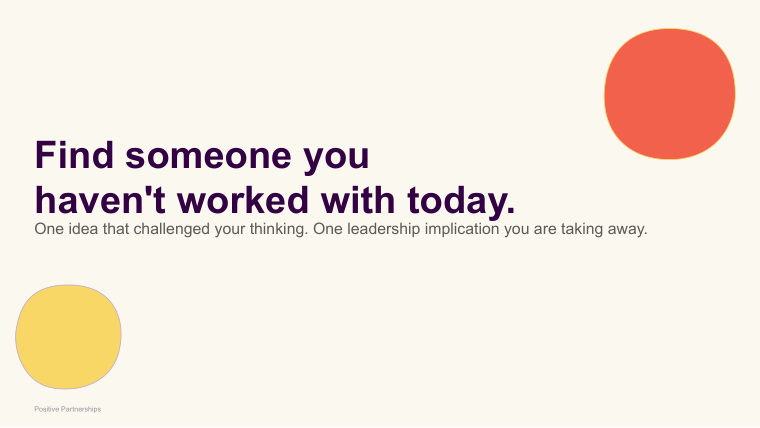 Find someone you
haven't worked with today.
One idea that challenged your thinking. One leadership implication you are taking away.
Positive Partnerships